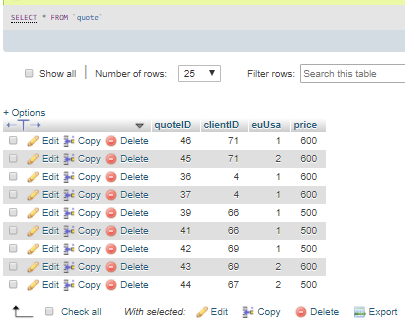 SELECT * FROM `quote`
Show all Number of rows: 25 Filter rows: Search this table
+ Options
quoteID clientID euUsa price
Edit Copy Delete 46 71 1 600
Edit Copy Delete 45 71 2 600
Edit Copy Delete 36 4 1 600
Edit Copy Delete 37 4 1 600
Edit Copy Delete 39 66 1 500
Edit Copy Delete 41 66 1 500
Edit Copy Delete 42 69 1 500
Edit Copy Delete 43 69 2 600
Edit Copy Delete 44 67 2 500
Check all With selected: Edit Copy Delete Export